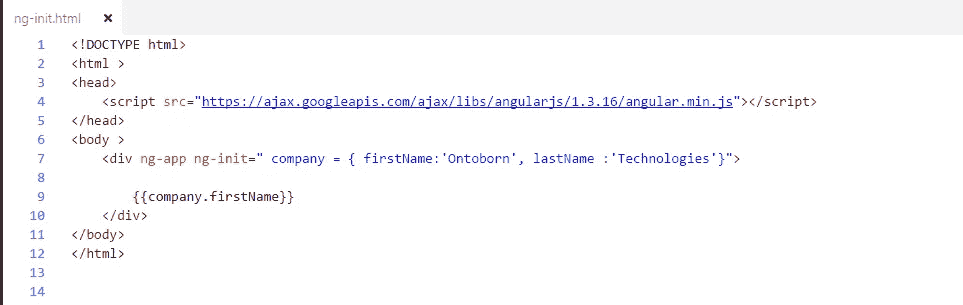 ng-init.html ×
1 <!DOCTYPE html>
2 <html >
3 <head>
4 <script src="https://ajax.googleapis.com/ajax/libs/angularjs/1.3.16/angular.min.js"></script>
5 </head>
6 <body >
7 <div ng-app ng-init=" company = { firstName:'Ontoborn', lastName :'Technologies'}">
8
9 {{company.firstName}}
10 </div>
11 </body>
12 </html>
13
14